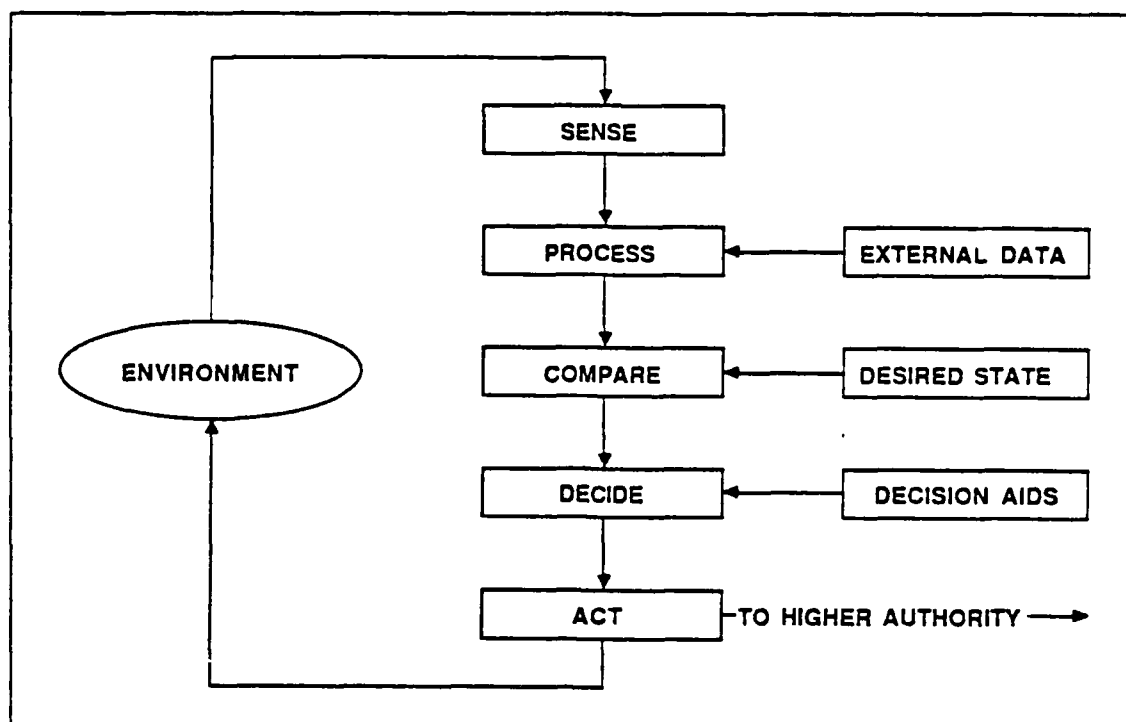 SENSE
PROCESS
EXTERNAL DATA
ENVIRONMENT
COMPARE
DESIRED STATE
DECIDE
DECISION AIDS
ACT
TO HIGHER AUTHORITY